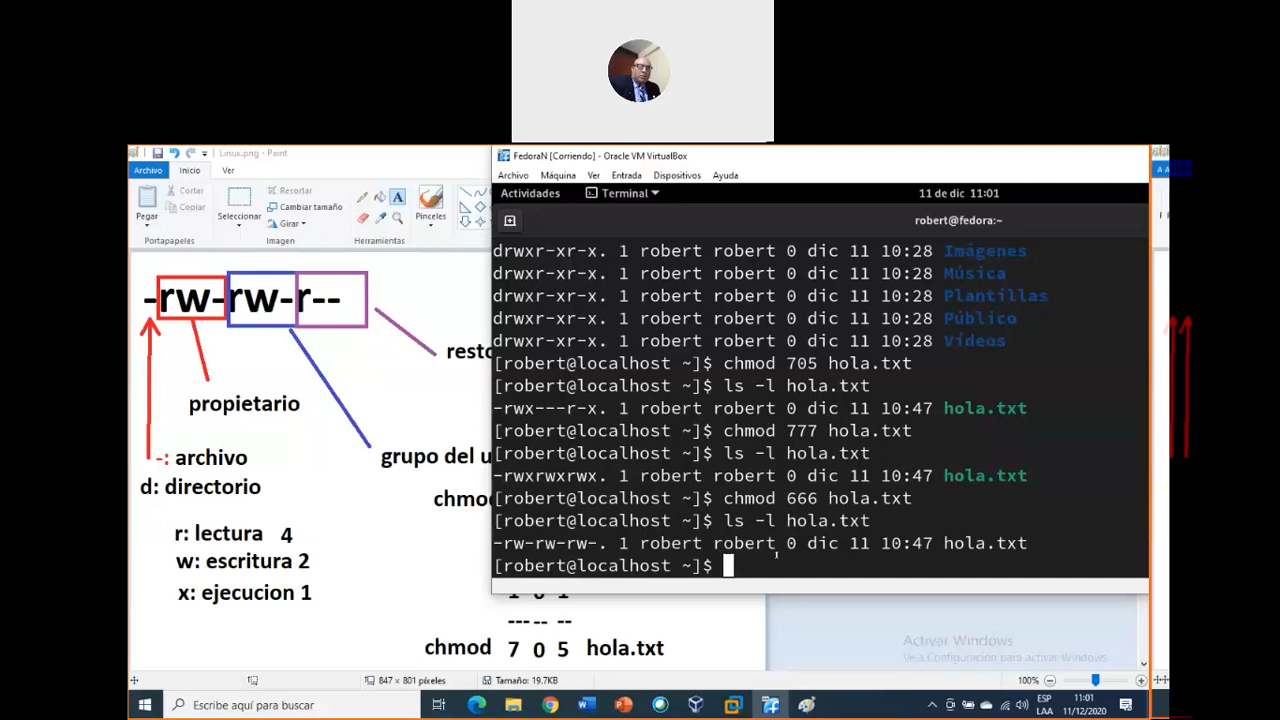 Linux.png - Paint
Archivo Inicio Ver
Pegar
Cortar
Copiar
Portapapeles
Seleccionar
Recortar
Cambiar tamaño
Girar
Imagen
A
Herramientas
Pinceles
-rw-rw-r--
resto
propietario
grupo del u
-: archivo
d: directorio
chmod
r: lectura 4
w: escritura 2
x: ejecucion 1
1 0 1
--- -- --
chmod 7 0 5 hola.txt
847 × 801 píxeles
Tamaño: 19.7KB
100%
FedoraN [Corriendo] - Oracle VM VirtualBox
Archivo Máquina Ver Entrada Dispositivos Ayuda
Actividades Terminal 11 de dic 11:01
robert@fedora:~
drwxr-xr-x. 1 robert robert 0 dic 11 10:28 Imágenes
drwxr-xr-x. 1 robert robert 0 dic 11 10:28 Música
drwxr-xr-x. 1 robert robert 0 dic 11 10:28 Plantillas
drwxr-xr-x. 1 robert robert 0 dic 11 10:28 Público
drwxr-xr-x. 1 robert robert 0 dic 11 10:28 Vídeos
[robert@localhost ~]$ chmod 705 hola.txt
[robert@localhost ~]$ ls -l hola.txt
-rwx---r-x. 1 robert robert 0 dic 11 10:47 hola.txt
[robert@localhost ~]$ chmod 777 hola.txt
[robert@localhost ~]$ ls -l hola.txt
-rwxrwxrwx. 1 robert robert 0 dic 11 10:47 hola.txt
[robert@localhost ~]$ chmod 666 hola.txt
[robert@localhost ~]$ ls -l hola.txt
-rw-rw-rw-. 1 robert robert 0 dic 11 10:47 hola.txt
[robert@localhost ~]$
Activar Windows
Ve a Configuración para activar Windows.
Escribe aquí para buscar
ESP
LAA
11:01
11/12/2020